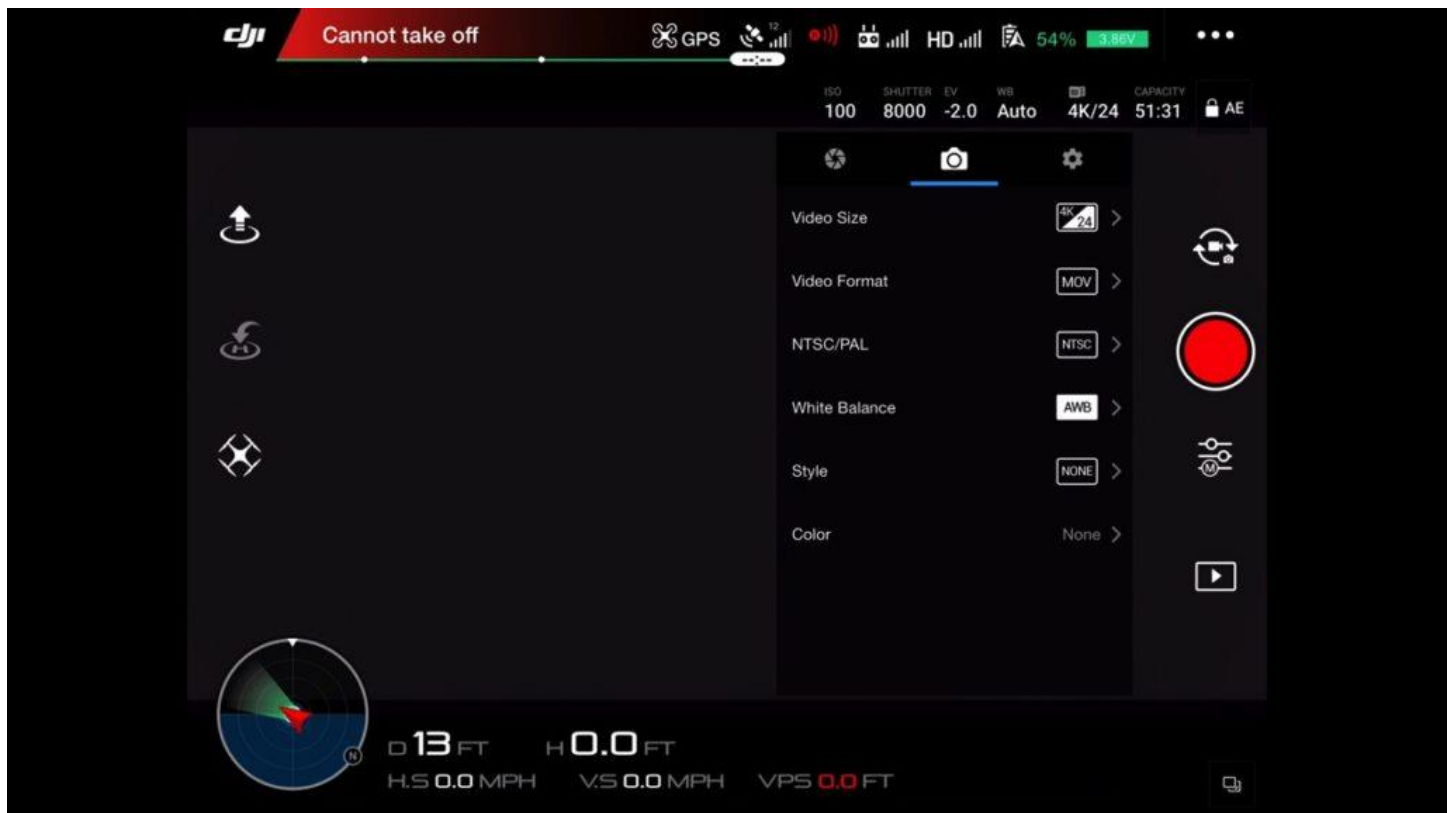 dji Cannot take off GPS 12 HD 54% 3.86V
--:--
ISO SHUTTER EV WB CAPACITY
100 8000 -2.0 Auto 4K/24 51:31 AE
Video Size 4K 24
Video Format MOV
NTSC/PAL NTSC
White Balance AWB
Style NONE
Color None
M
N
D 13 FT H 0.0 FT
H.S 0.0 MPH V.S 0.0 MPH VPS 0.0 FT